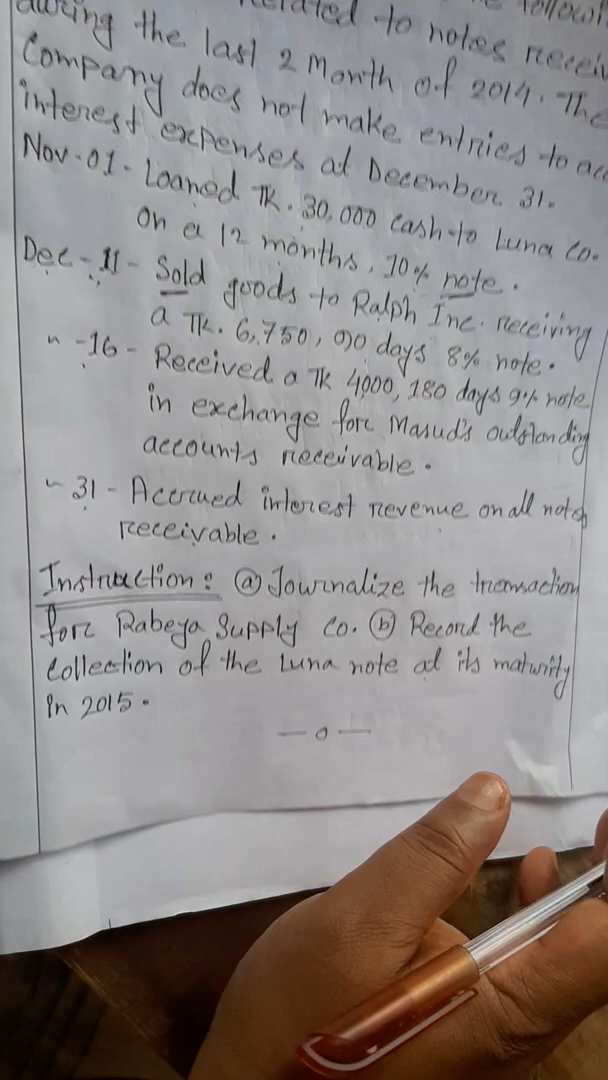 to notes receiv
during the last 2 Month of 2014. The
Company does not make entries to acc
interest expenses at December 31.
Nov-01- Loaned TK. 30,000 cash to Luna Co.
on a 12 months, 10% note.
Dec-11- Sold goods to Ralph Inc. receiving
a TK. 6,750, 90 days 8% note.
" -16- Received a TK 4000, 180 days 9% note
in exchange for Masud's outstanding
accounts receivable.
" 31- Accrued interest revenue on all notes
receivable.
Instruction: (a) Journalize the transaction
for Rabeya Supply Co. (b) Record the
Collection of the Luna note at its maturity
in 2015.
—0—